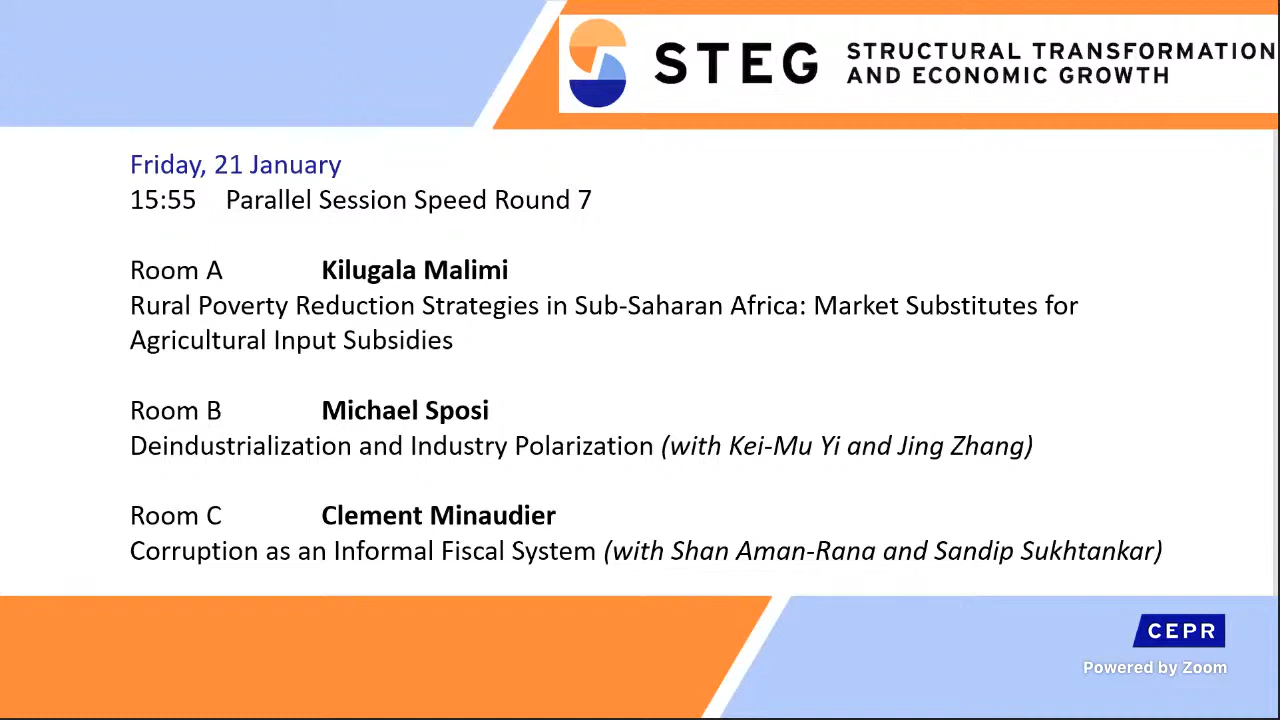 STEG STRUCTURAL TRANSFORMATION
AND ECONOMIC GROWTH
Friday, 21 January
15:55 Parallel Session Speed Round 7
Room A Kilugala Malimi
Rural Poverty Reduction Strategies in Sub-Saharan Africa: Market Substitutes for
Agricultural Input Subsidies
Room B Michael Sposi
Deindustrialization and Industry Polarization (with Kei-Mu Yi and Jing Zhang)
Room C Clement Minaudier
Corruption as an Informal Fiscal System (with Shan Aman-Rana and Sandip Sukhtankar)
CEPR
Powered by Zoom